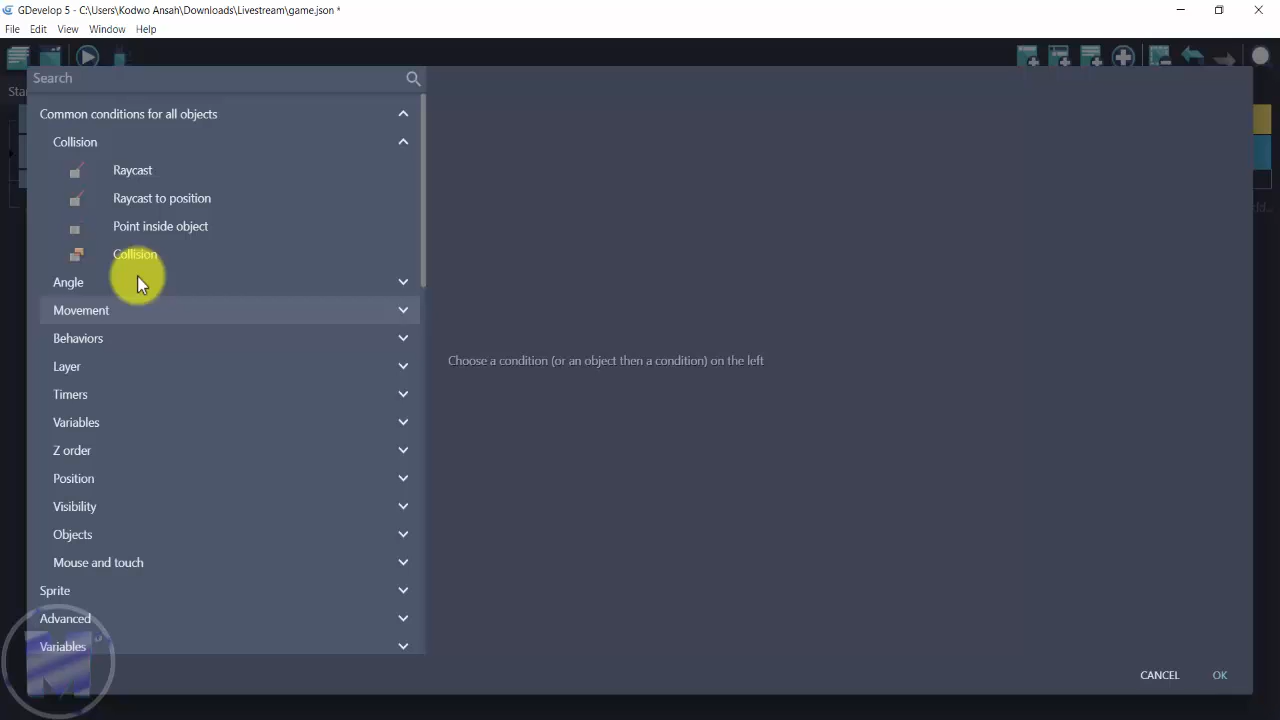 GDevelop 5 - C:\Users\Kodwo Ansah\Downloads\Livestream\game.json *
File Edit View Window Help
Search
Common conditions for all objects
Collision
Raycast
Raycast to position
Point inside object
Collision
Angle
Movement
Behaviors
Layer
Timers
Variables
Z order
Position
Visibility
Objects
Mouse and touch
Sprite
Advanced
Variables
Choose a condition (or an object then a condition) on the left
CANCEL OK